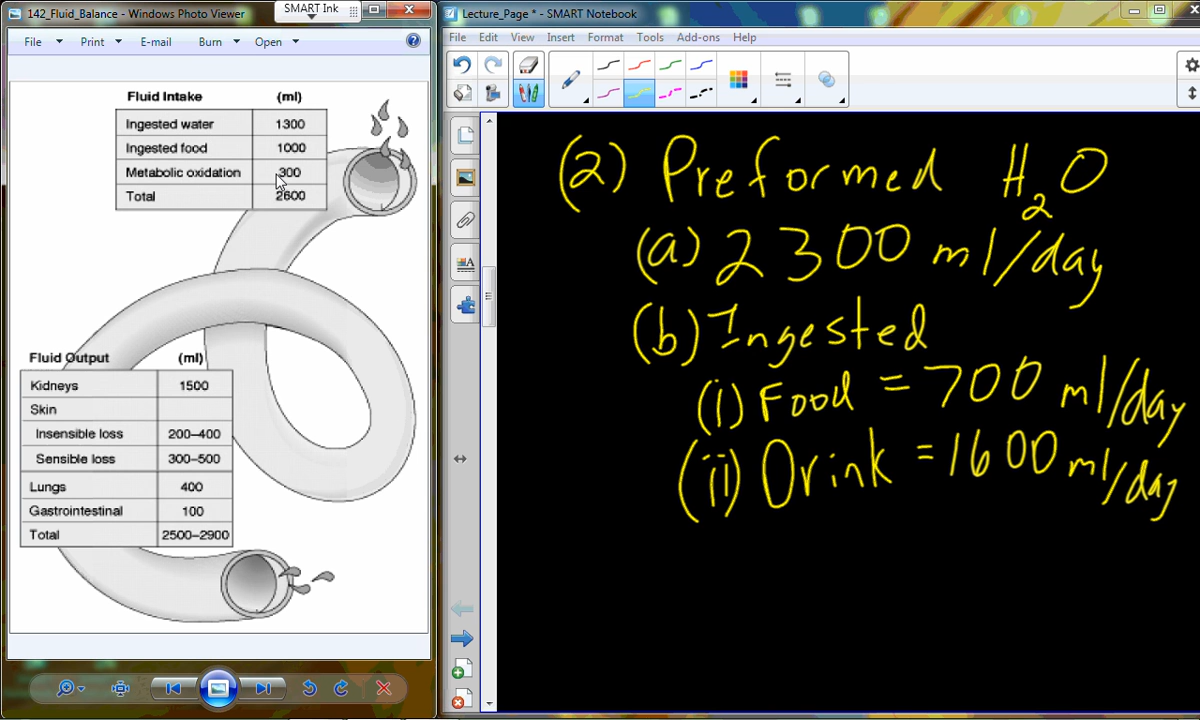 142_Fluid_Balance - Windows Photo Viewer
SMART Ink
Lecture_Page * - SMART Notebook
File Print E-mail Burn Open
File Edit View Insert Format Tools Add-ons Help
Fluid Intake (ml)
Ingested water 1300
Ingested food 1000
Metabolic oxidation 300
Total 2600
Fluid Output (ml)
Kidneys 1500
Skin
Insensible loss 200–400
Sensible loss 300–500
Lungs 400
Gastrointestinal 100
Total 2500–2900
(2) Preformed H2O
(a) 2300 ml/day
(b) Ingested
(i) Food = 700 ml/day
(ii) Drink = 1600 ml/day